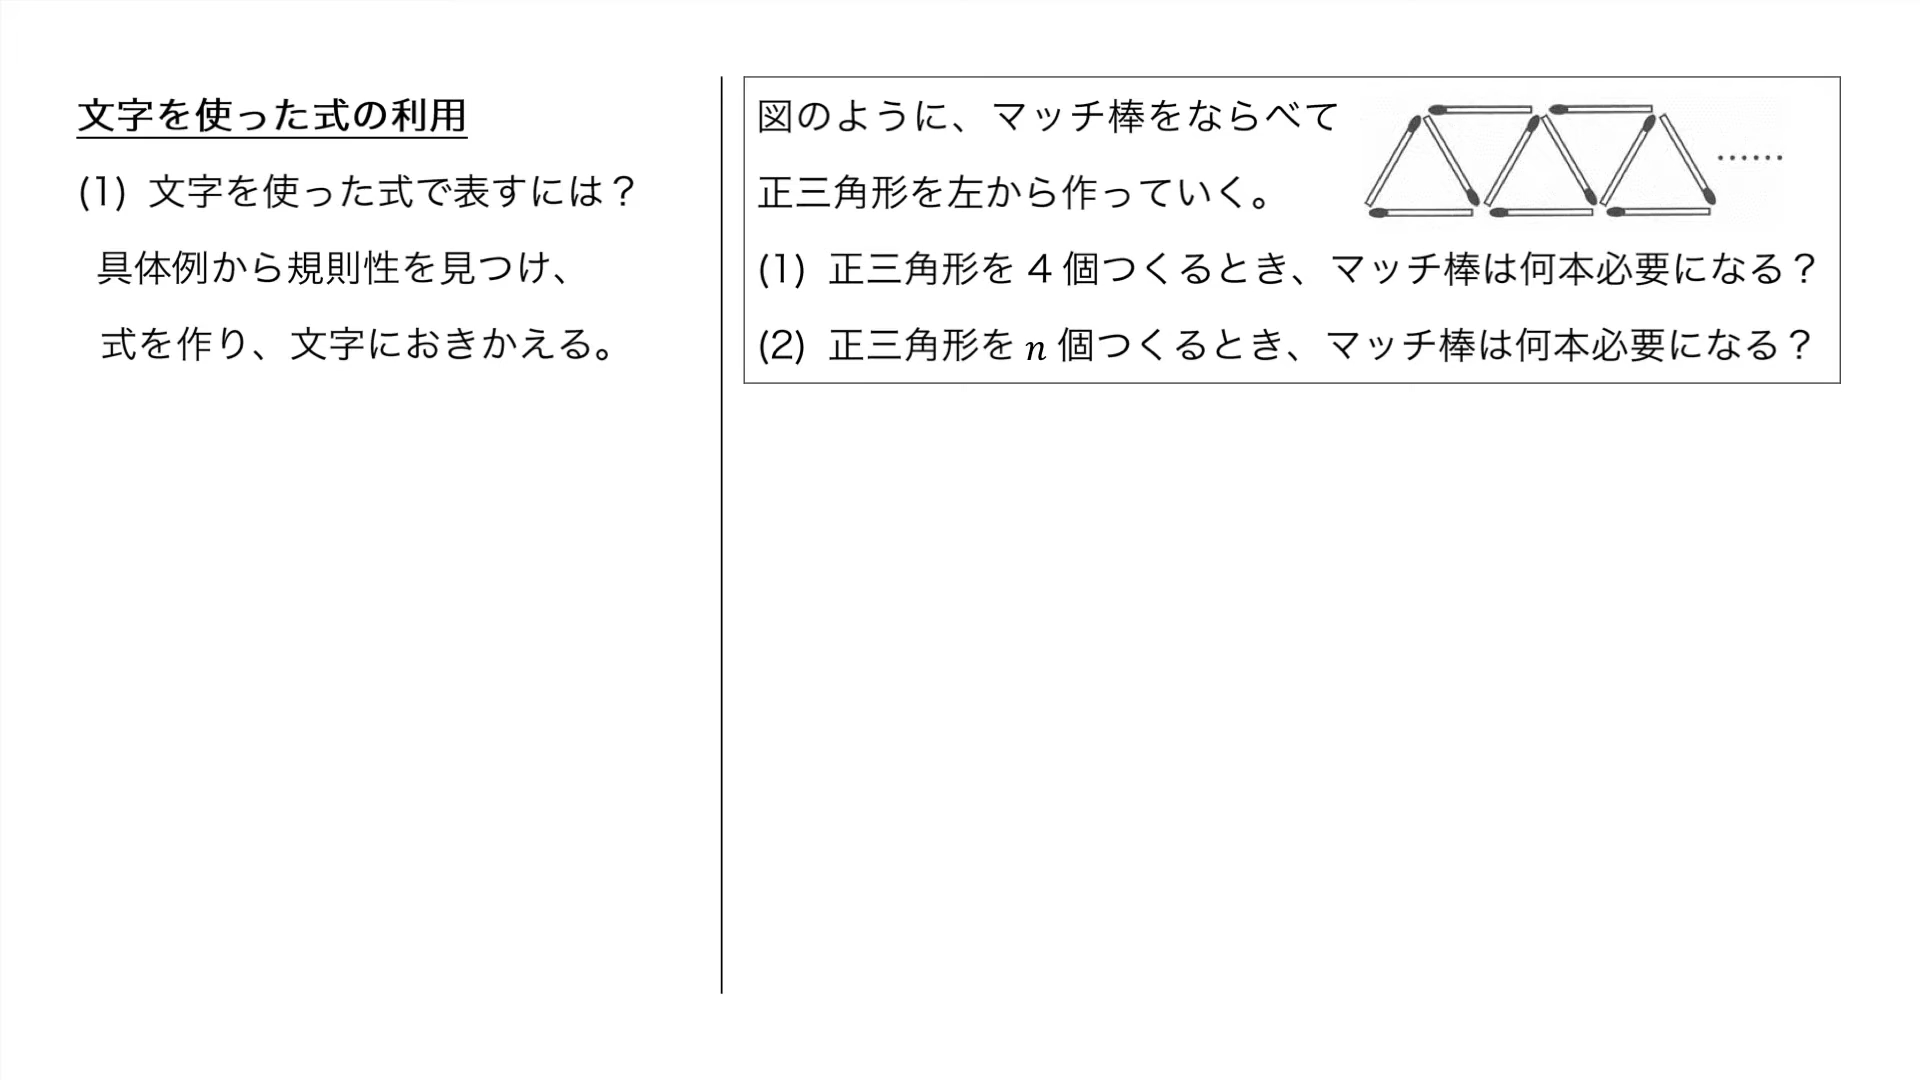 文字を使った式の利用
(1) 文字を使った式で表すには？
具体例から規則性を見つけ、
式を作り、文字におきかえる。
図のように、マッチ棒をならべて
正三角形を左から作っていく。
……
(1) 正三角形を 4 個つくるとき、マッチ棒は何本必要になる？
(2) 正三角形を n 個つくるとき、マッチ棒は何本必要になる？